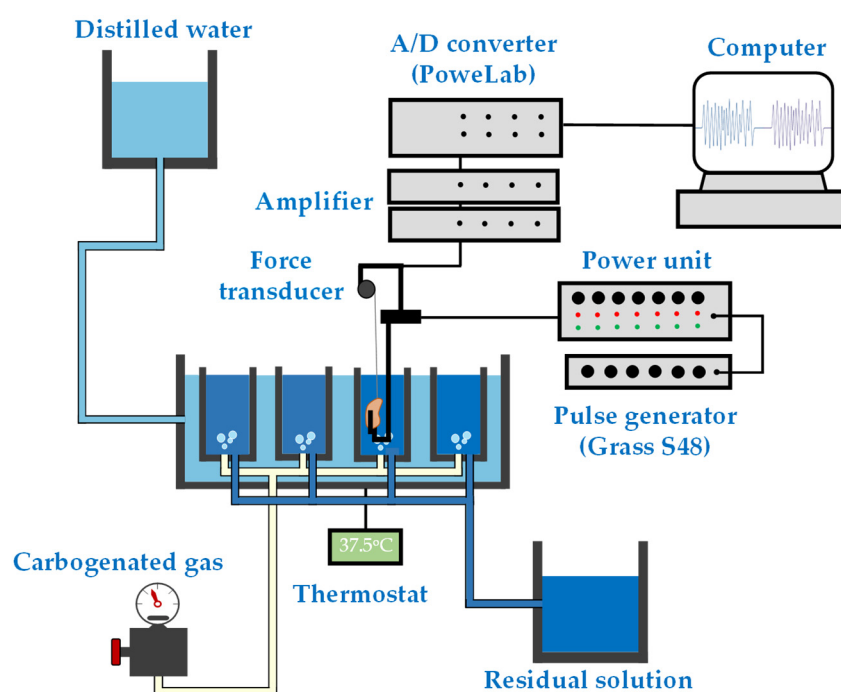 Distilled water
A/D converter
(PoweLab)
Computer
Amplifier
Force
transducer
Power unit
Pulse generator
(Grass S48)
37.5°C
Carbogenated gas
Thermostat
Residual solution